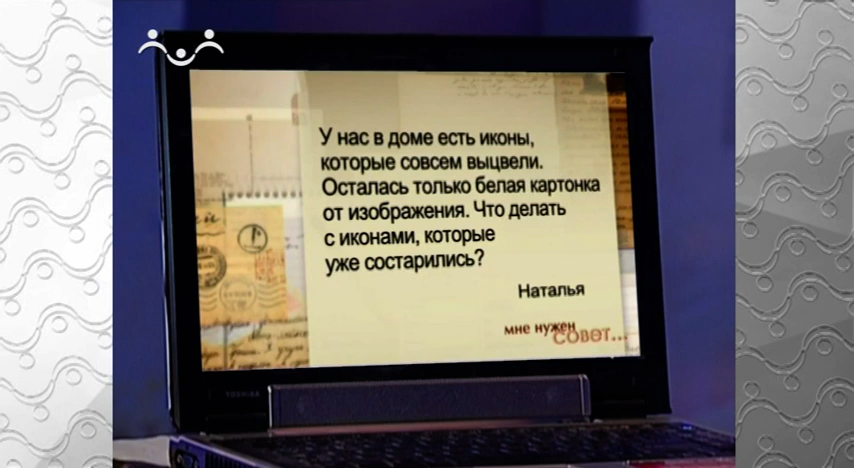 У нас в доме есть иконы,
которые совсем выцвели.
Осталась только белая картонка
от изображения. Что делать
с иконами, которые
уже состарились?
Наталья
мне нужен
СОВЕТ...
TOSHIBA